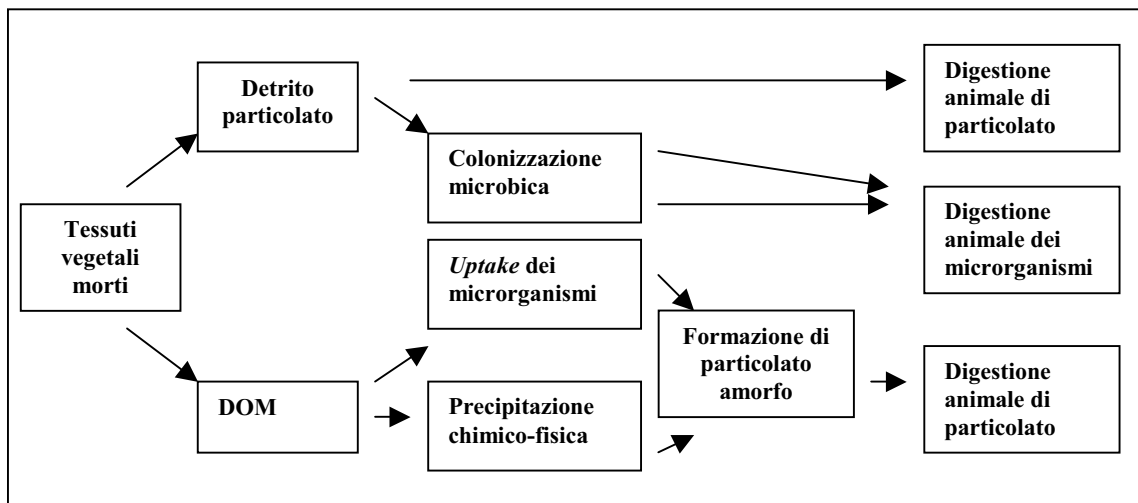 Detrito
particolato
Digestione
animale di
particolato
Colonizzazione
microbica
Tessuti
vegetali
morti
Digestione
animale dei
microrganismi
Uptake dei
microrganismi
Formazione di
particolato
amorfo
DOM
Precipitazione
chimico-fisica
Digestione
animale di
particolato